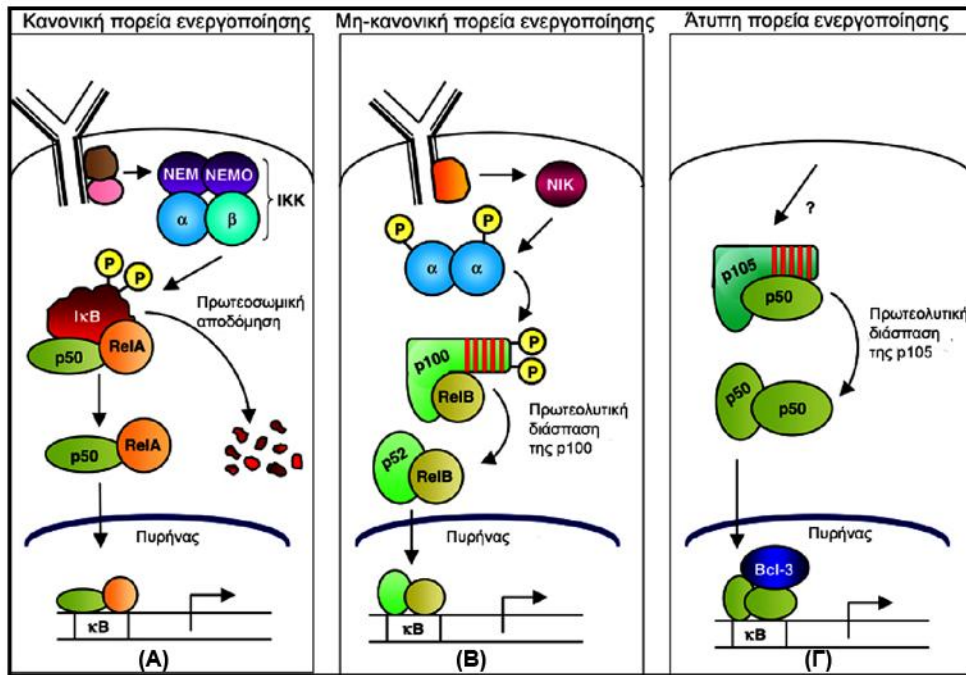 Κανονική πορεία ενεργοποίησης
NEM NEMO
IKK
α β
P
P
IκB
Πρωτεοσωμική
αποδόμηση
p50 RelA
p50 RelA
Πυρήνας
κB
(Α)
Μη-κανονική πορεία ενεργοποίησης
NIK
P P
α α
p100
P
P
RelB
Πρωτεολυτική
διάσπαση
της p100
p52
RelB
Πυρήνας
κB
(Β)
Άτυπη πορεία ενεργοποίησης
?
p105
p50
Πρωτεολυτική
διάσπαση
της p105
p50 p50
Πυρήνας
Bcl-3
κB
(Γ)